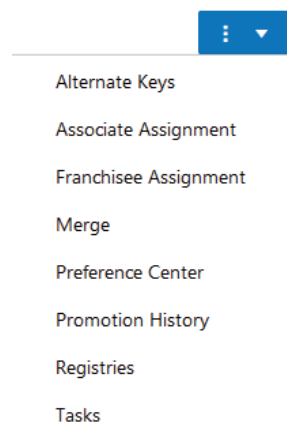 Alternate Keys
Associate Assignment
Franchisee Assignment
Merge
Preference Center
Promotion History
Registries
Tasks